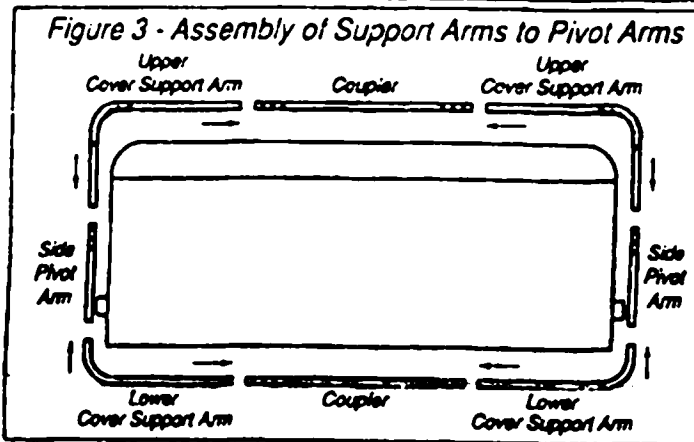 Figure 3 - Assembly of Support Arms to Pivot Arms
Upper
Cover Support Arm
Coupler
Upper
Cover Support Arm
Side
Pivot
Arm
Side
Pivot
Arm
Lower
Cover Support Arm
Coupler
Lower
Cover Support Arm